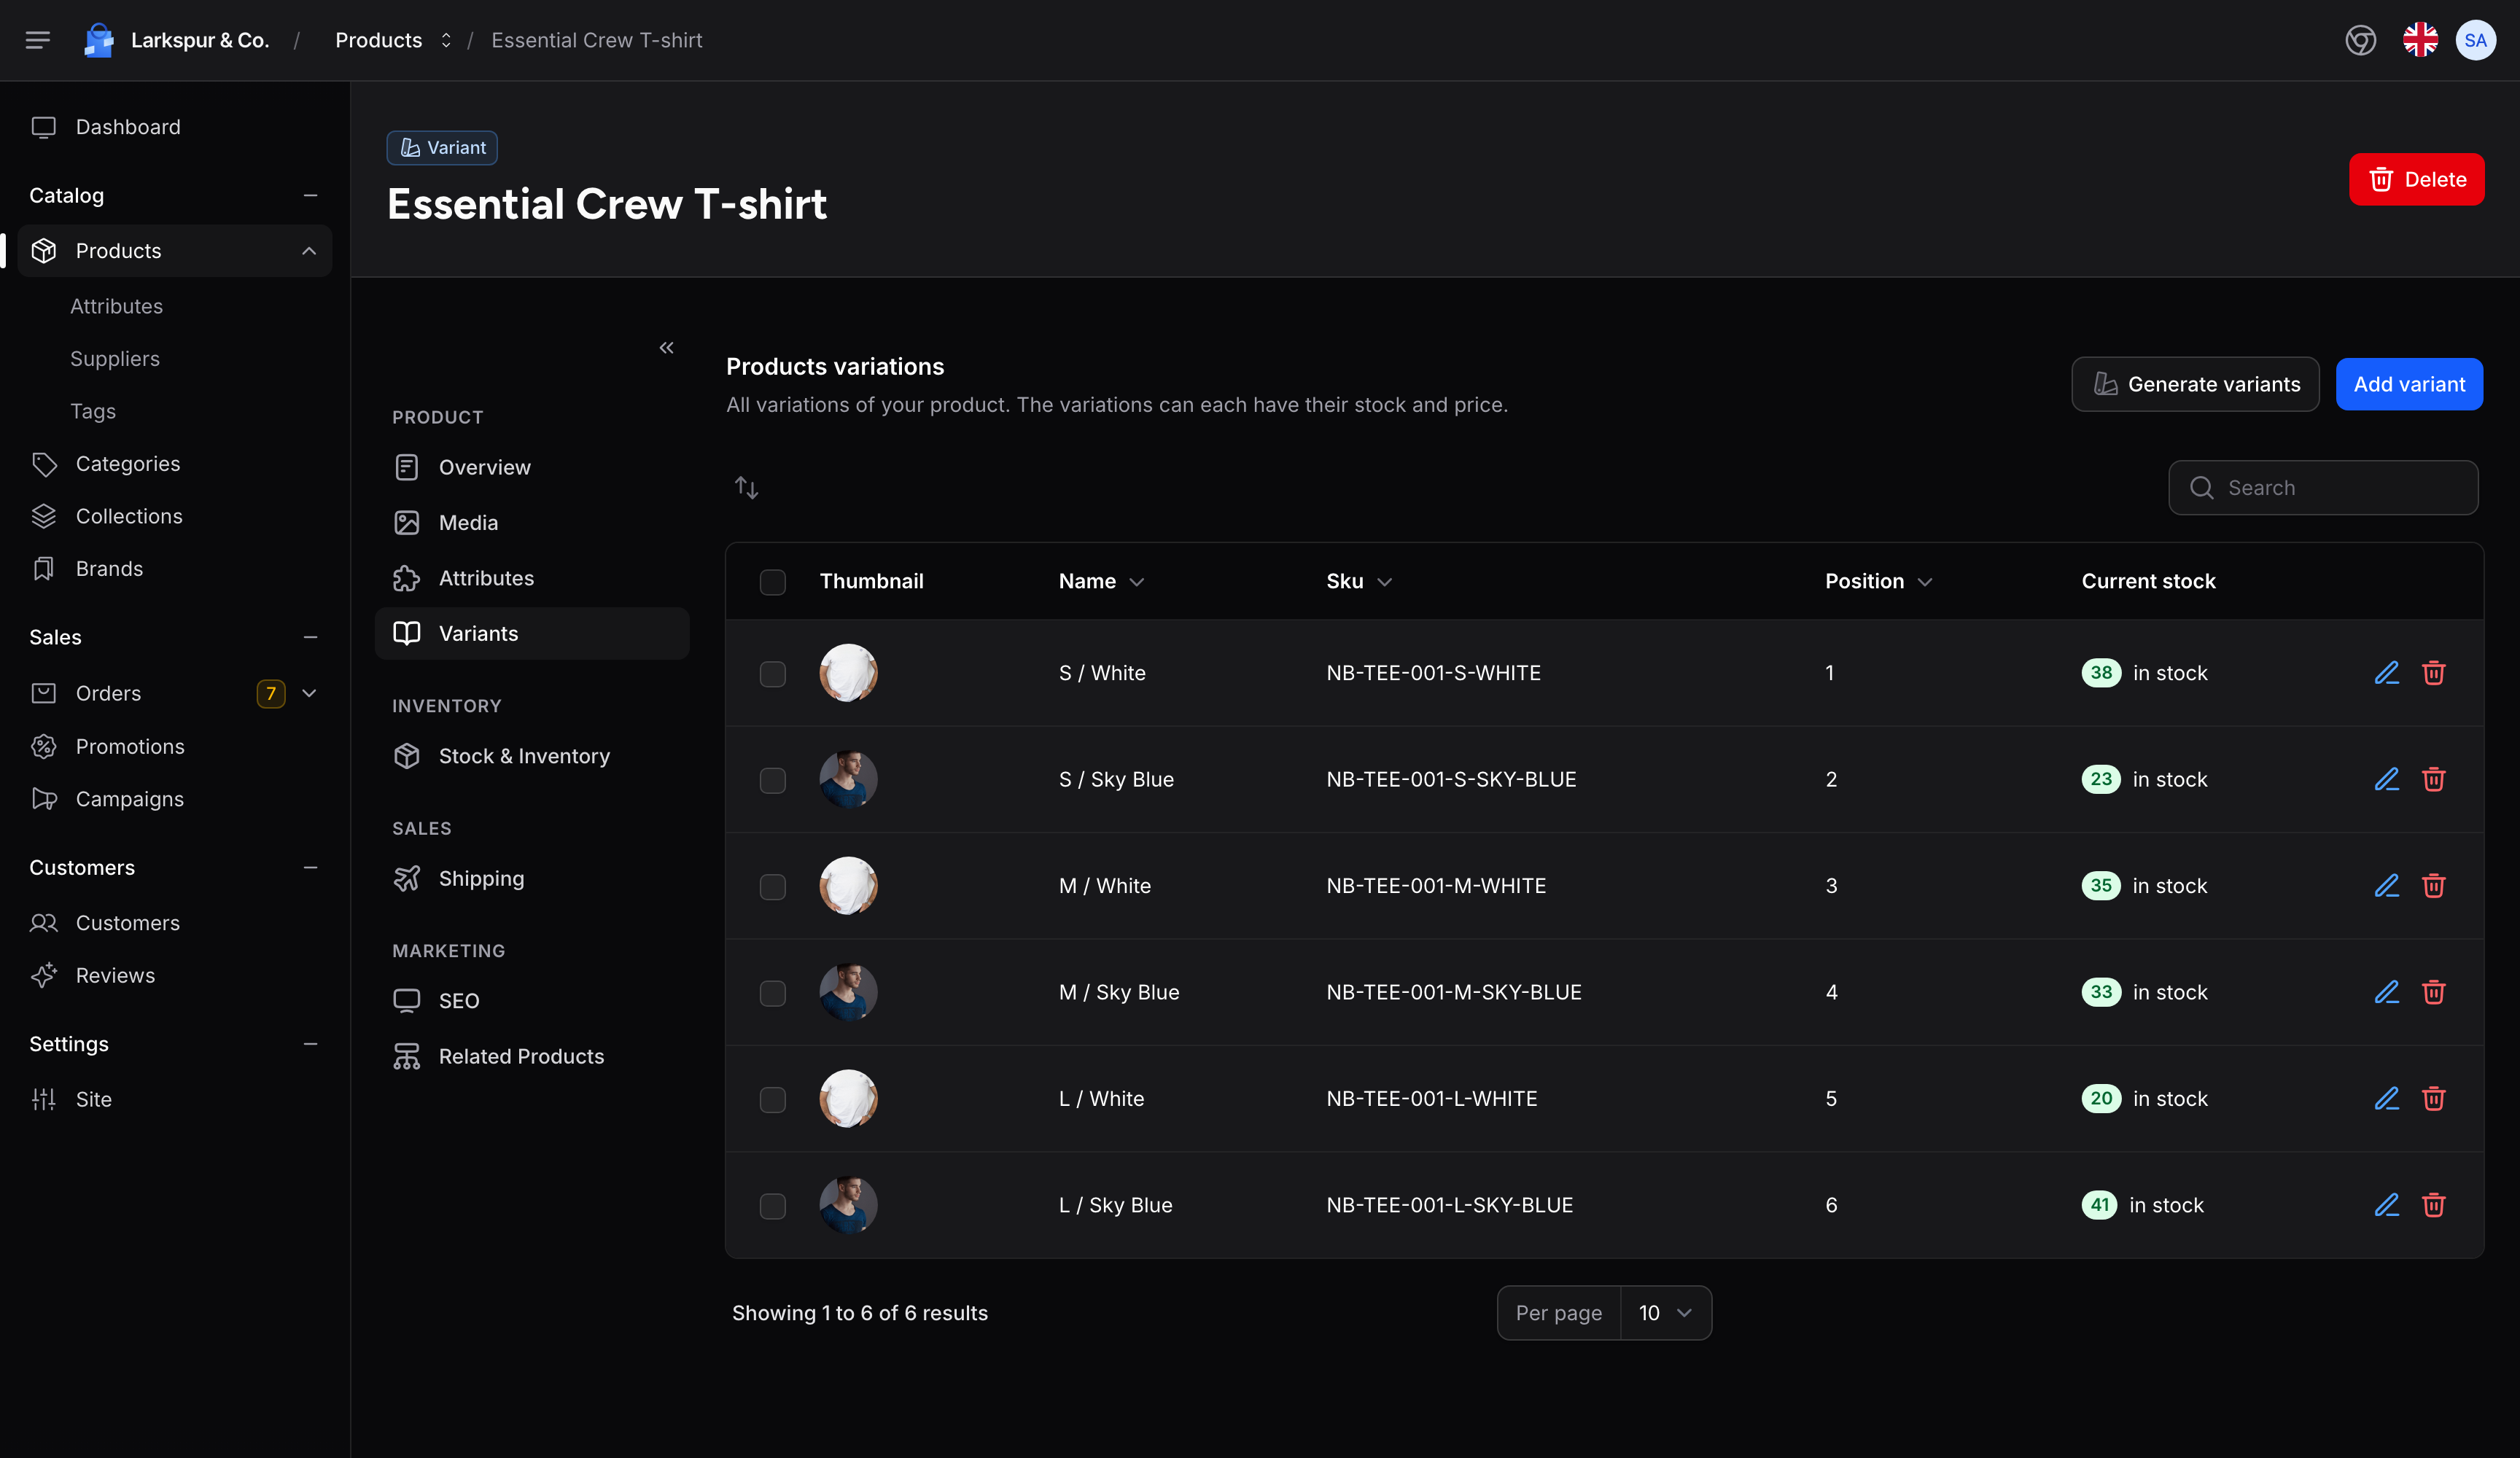 Larkspur & Co. / Products / Essential Crew T-shirt
SA
Dashboard
Catalog
Products
Attributes
Suppliers
Tags
Categories
Collections
Brands
Sales
Orders 7
Promotions
Campaigns
Customers
Customers
Reviews
Settings
Site
Variant
Essential Crew T-shirt
Delete
PRODUCT
Overview
Media
Attributes
Variants
INVENTORY
Stock & Inventory
SALES
Shipping
MARKETING
SEO
Related Products
Products variations
All variations of your product. The variations can each have their stock and price.
Generate variants
Add variant
Search
Thumbnail Name Sku Position Current stock
S / White NB-TEE-001-S-WHITE 1 38 in stock
S / Sky Blue NB-TEE-001-S-SKY-BLUE 2 23 in stock
M / White NB-TEE-001-M-WHITE 3 35 in stock
M / Sky Blue NB-TEE-001-M-SKY-BLUE 4 33 in stock
L / White NB-TEE-001-L-WHITE 5 20 in stock
L / Sky Blue NB-TEE-001-L-SKY-BLUE 6 41 in stock
Showing 1 to 6 of 6 results
Per page 10